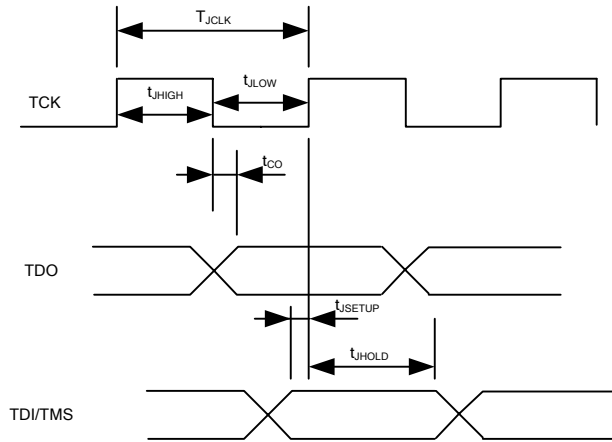 TJCLK
tJLOW
TCK
tJHIGH
tCO
TDO
tJSETUP
tJHOLD
TDI/TMS